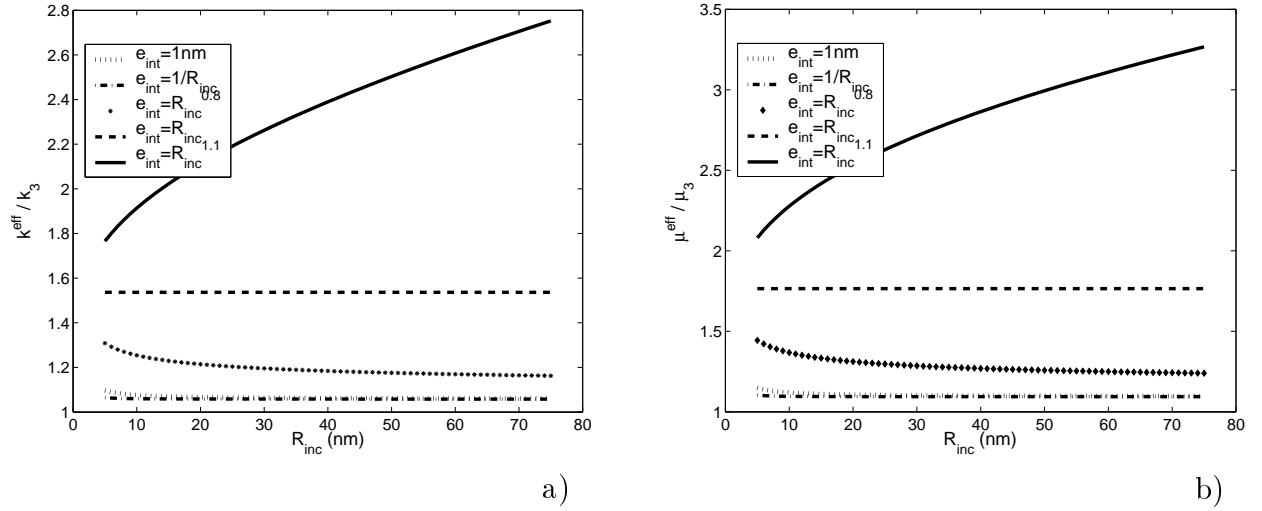 2.8
2.6
2.4
2.2
2
1.8
1.6
1.4
1.2
1
k^eff / k_3
e_int=1nm
e_int=1/R_inc
e_int=R_inc^0.8
e_int=R_inc
e_int=R_inc^1.1
0 10 20 30 40 50 60 70 80
R_inc (nm)
a)
3.5
3
2.5
2
1.5
1
μ^eff / μ_3
e_int=1nm
e_int=1/R_inc
e_int=R_inc^0.8
e_int=R_inc
e_int=R_inc^1.1
0 10 20 30 40 50 60 70 80
R_inc (nm)
b)